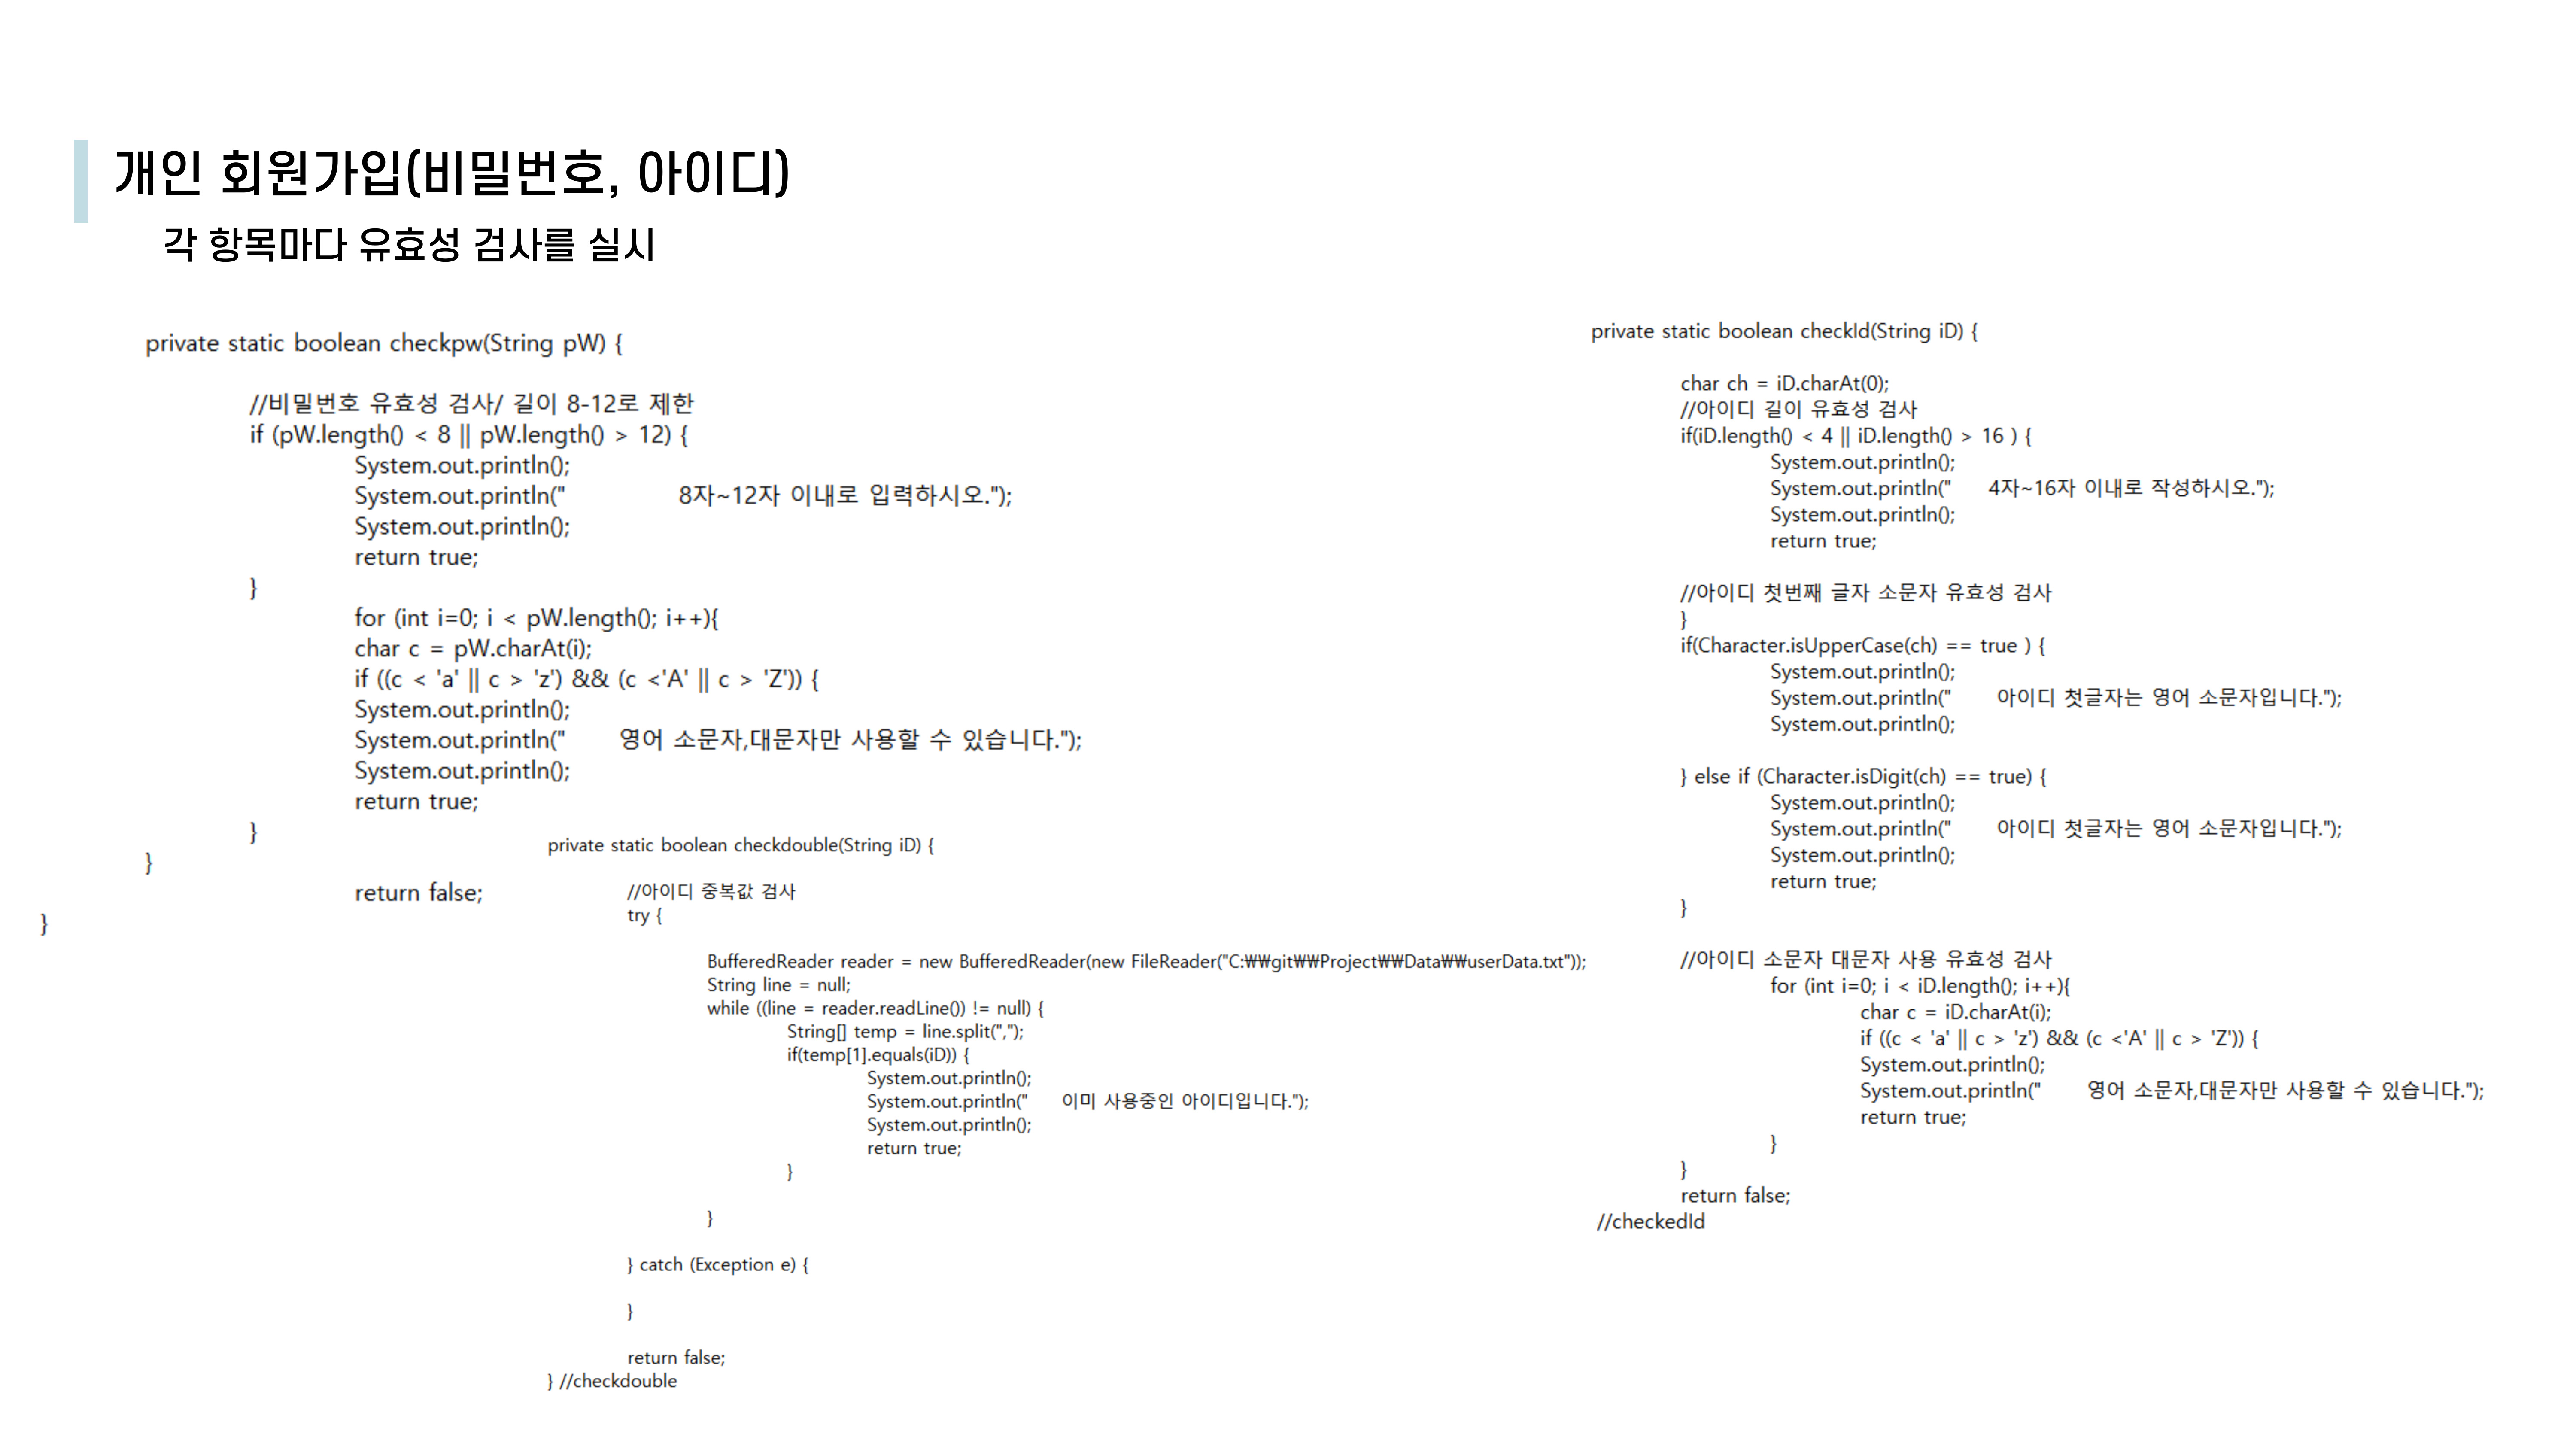 개인 회원가입(비밀번호, 아이디)
각 항목마다 유효성 검사를 실시
private static boolean checkpw(String pW) {
//비밀번호 유효성 검사/ 길이 8-12로 제한
if (pW.length() < 8 || pW.length() > 12) {
System.out.println();
System.out.println(" 8자~12자 이내로 입력하시오.");
System.out.println();
return true;
}
for (int i=0; i < pW.length(); i++){
char c = pW.charAt(i);
if ((c < 'a' || c > 'z') && (c <'A' || c > 'Z')) {
System.out.println();
System.out.println(" 영어 소문자,대문자만 사용할 수 있습니다.");
System.out.println();
return true;
}
}
return false;
}
private static boolean checkdouble(String iD) {
//아이디 중복값 검사
try {
BufferedReader reader = new BufferedReader(new FileReader("C:₩₩git₩₩Project₩₩Data₩₩userData.txt"));
String line = null;
while ((line = reader.readLine()) != null) {
String[] temp = line.split(",");
if(temp[1].equals(iD)) {
System.out.println();
System.out.println(" 이미 사용중인 아이디입니다.");
System.out.println();
return true;
}
}
} catch (Exception e) {
}
return false;
} //checkdouble
private static boolean checkId(String iD) {
char ch = iD.charAt(0);
//아이디 길이 유효성 검사
if(iD.length() < 4 || iD.length() > 16 ) {
System.out.println();
System.out.println(" 4자~16자 이내로 작성하시오.");
System.out.println();
return true;
//아이디 첫번째 글자 소문자 유효성 검사
}
if(Character.isUpperCase(ch) == true ) {
System.out.println();
System.out.println(" 아이디 첫글자는 영어 소문자입니다.");
System.out.println();
} else if (Character.isDigit(ch) == true) {
System.out.println();
System.out.println(" 아이디 첫글자는 영어 소문자입니다.");
System.out.println();
return true;
}
//아이디 소문자 대문자 사용 유효성 검사
for (int i=0; i < iD.length(); i++){
char c = iD.charAt(i);
if ((c < 'a' || c > 'z') && (c <'A' || c > 'Z')) {
System.out.println();
System.out.println(" 영어 소문자,대문자만 사용할 수 있습니다.");
return true;
}
}
return false;
//checkedId